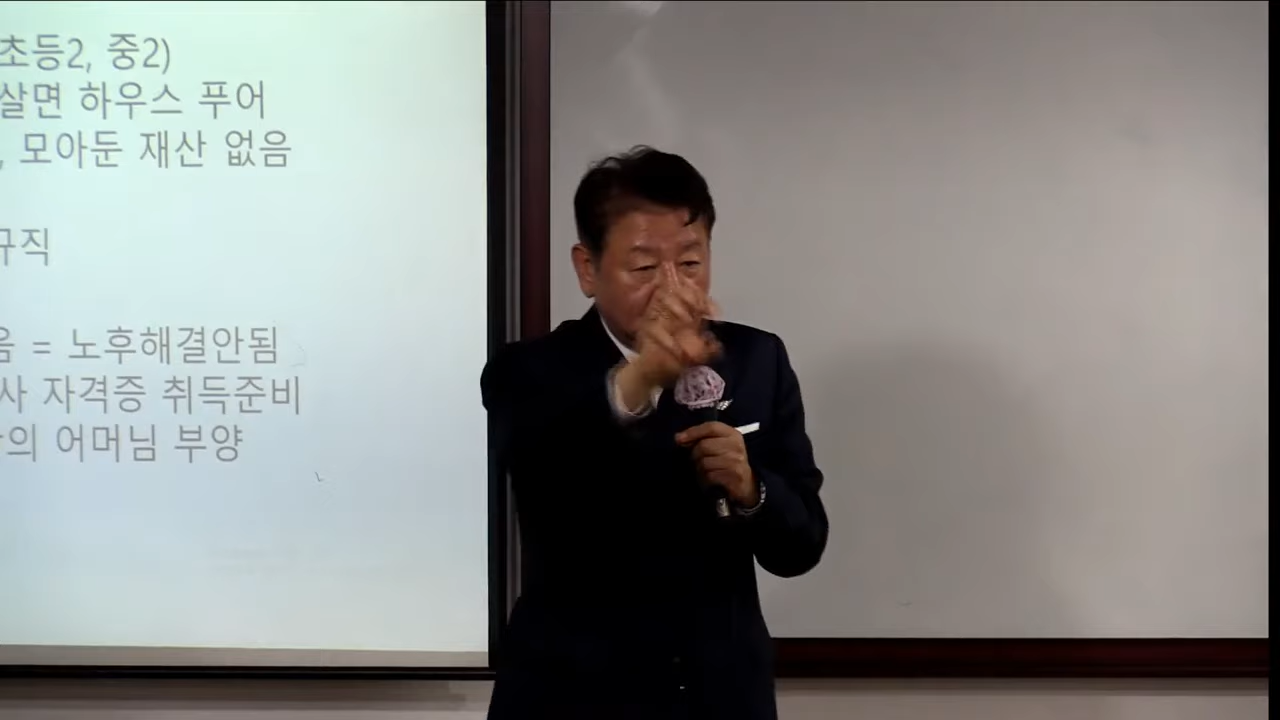 초등2, 중2)
살면 하우스 푸어
, 모아둔 재산 없음
규직
음 = 노후해결안됨
사 자격증 취득준비
의 어머님 부양